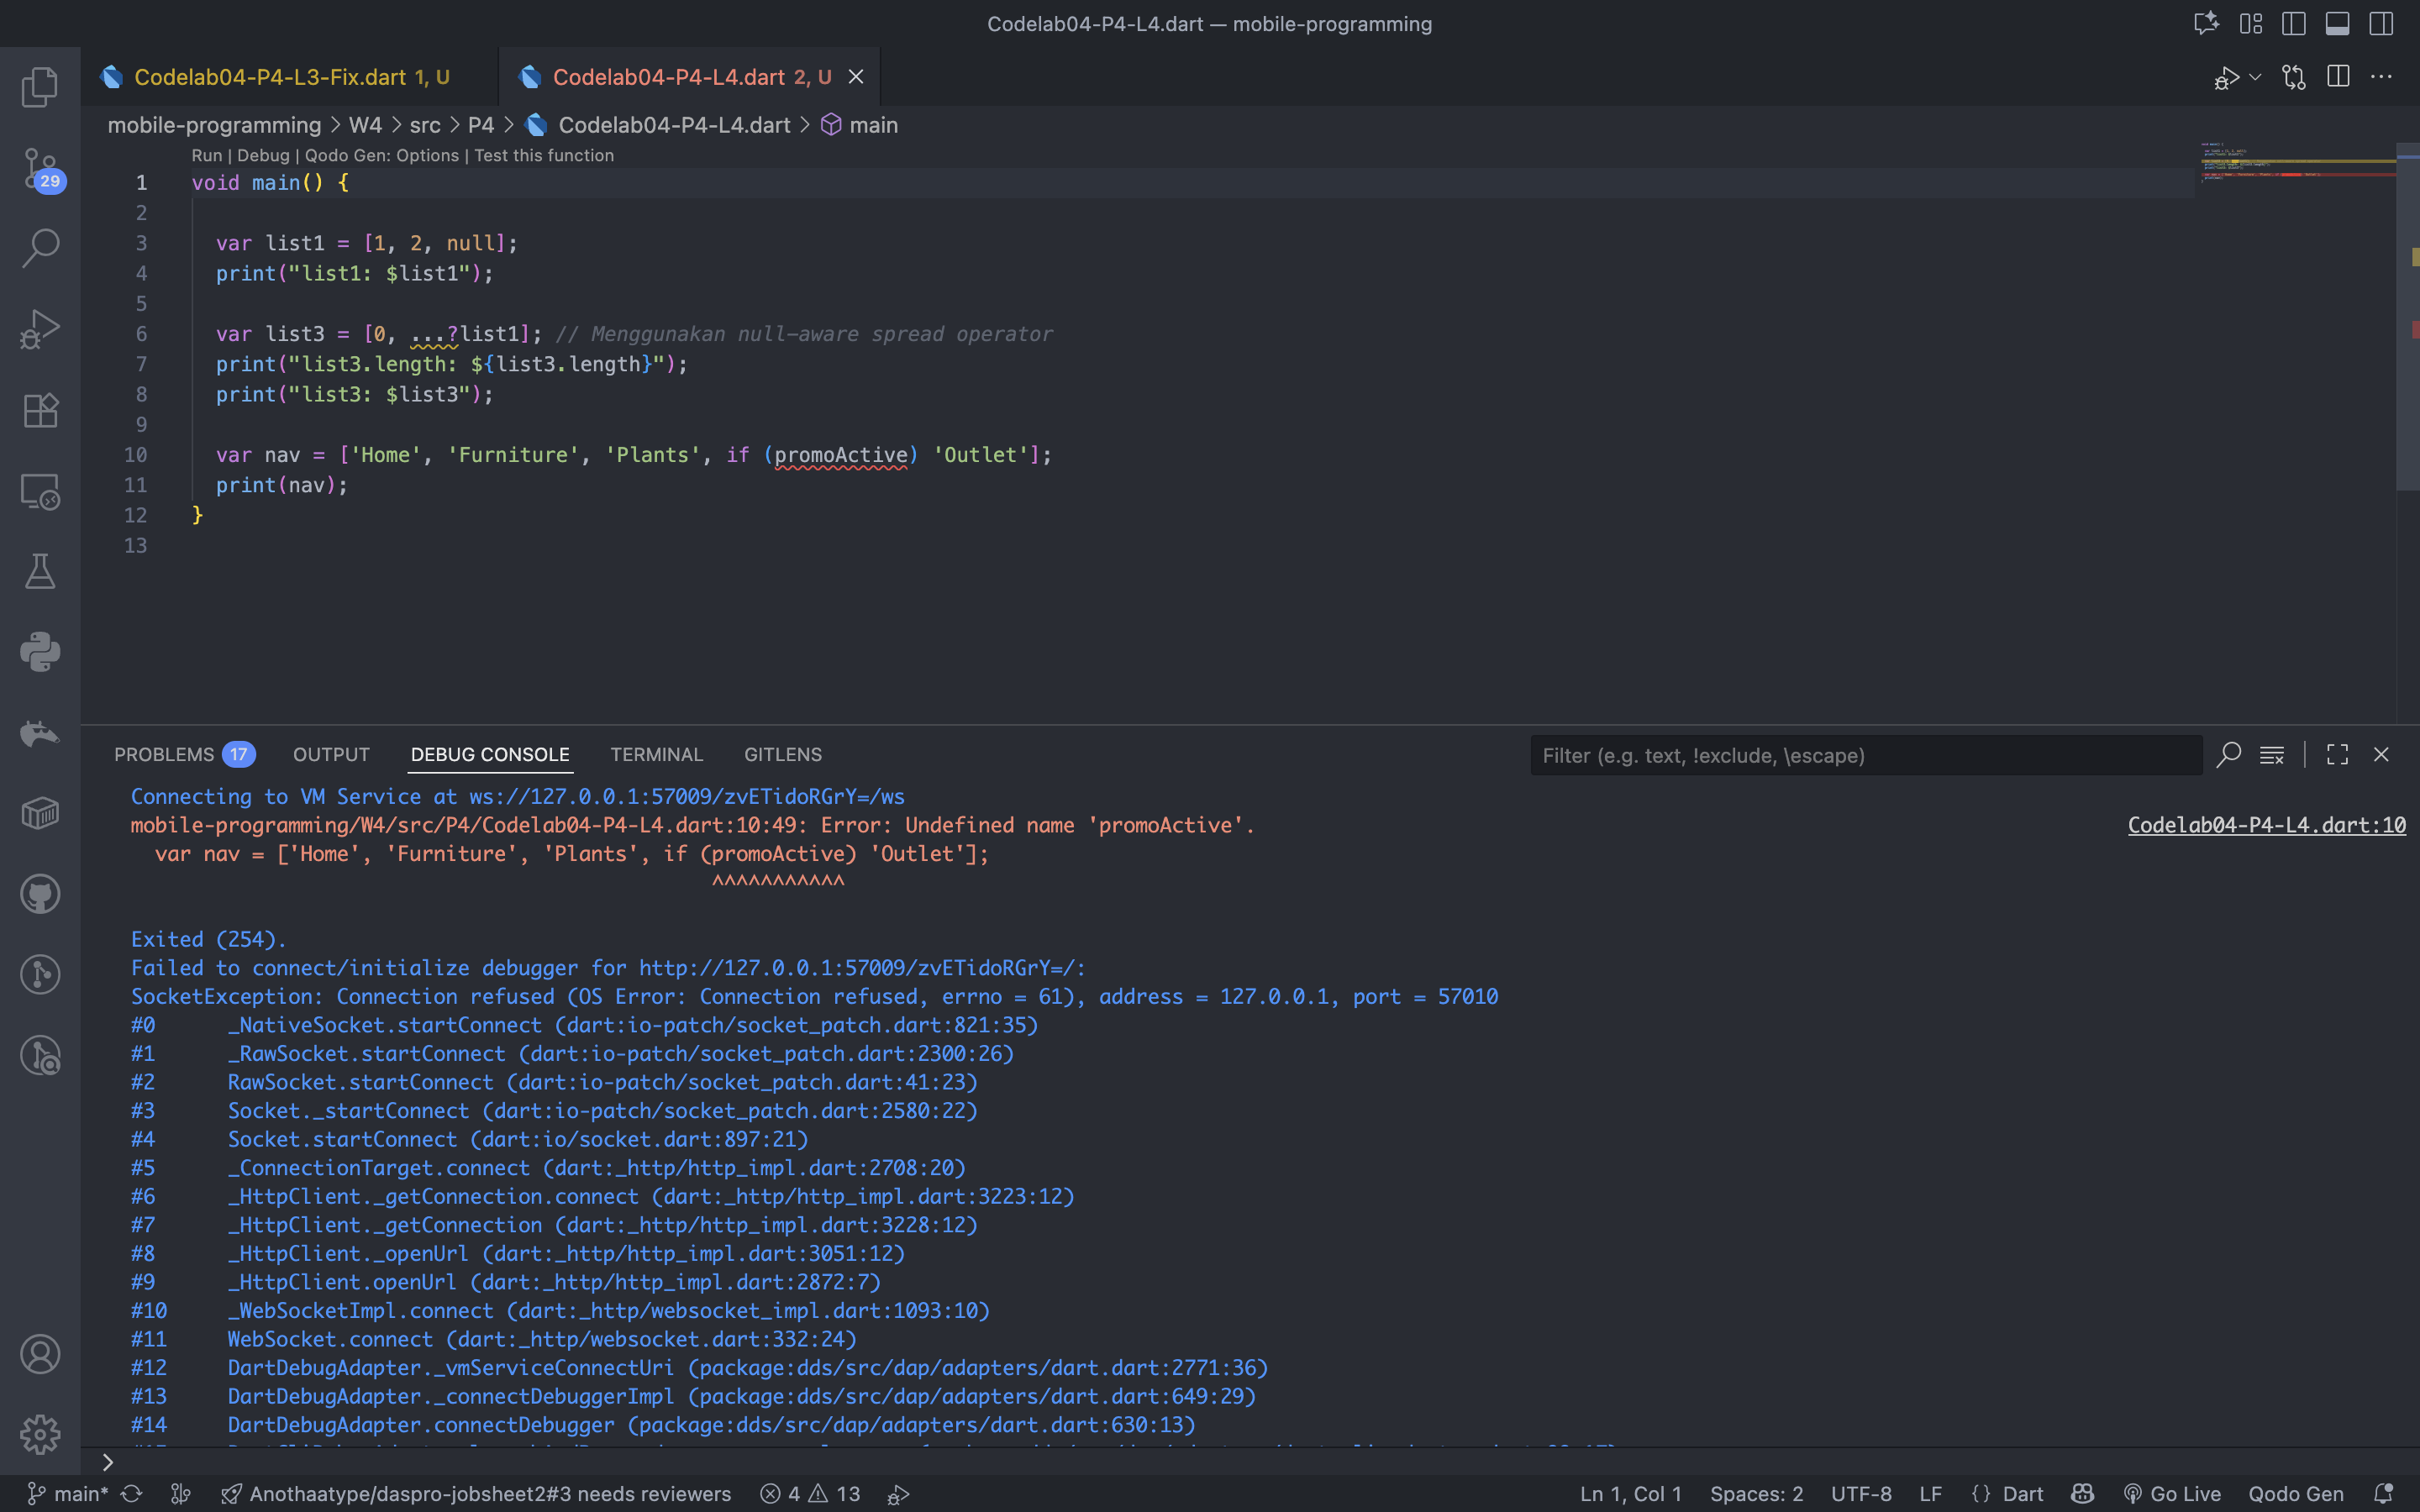 Codelab04-P4-L4.dart — mobile-programming
Codelab04-P4-L3-Fix.dart 1, U
Codelab04-P4-L4.dart 2, U
mobile-programming > W4 > src > P4 > Codelab04-P4-L4.dart > main
Run | Debug | Qodo Gen: Options | Test this function
1 void main() {
2
3 var list1 = [1, 2, null];
4 print("list1: $list1");
5
6 var list3 = [0, ...?list1]; // Menggunakan null-aware spread operator
7 print("list3.length: ${list3.length}");
8 print("list3: $list3");
9
10 var nav = ['Home', 'Furniture', 'Plants', if (promoActive) 'Outlet'];
11 print(nav);
12 }
13
29
PROBLEMS 17 OUTPUT DEBUG CONSOLE TERMINAL GITLENS
Filter (e.g. text, !exclude, \escape)
Connecting to VM Service at ws://127.0.0.1:57009/zvETidoRGrY=/ws
mobile-programming/W4/src/P4/Codelab04-P4-L4.dart:10:49: Error: Undefined name 'promoActive'.
Codelab04-P4-L4.dart:10
var nav = ['Home', 'Furniture', 'Plants', if (promoActive) 'Outlet'];
^^^^^^^^^^^
Exited (254).
Failed to connect/initialize debugger for http://127.0.0.1:57009/zvETidoRGrY=/:
SocketException: Connection refused (OS Error: Connection refused, errno = 61), address = 127.0.0.1, port = 57010
#0 _NativeSocket.startConnect (dart:io-patch/socket_patch.dart:821:35)
#1 _RawSocket.startConnect (dart:io-patch/socket_patch.dart:2300:26)
#2 RawSocket.startConnect (dart:io-patch/socket_patch.dart:41:23)
#3 Socket._startConnect (dart:io-patch/socket_patch.dart:2580:22)
#4 Socket.startConnect (dart:io/socket.dart:897:21)
#5 _ConnectionTarget.connect (dart:_http/http_impl.dart:2708:20)
#6 _HttpClient._getConnection.connect (dart:_http/http_impl.dart:3223:12)
#7 _HttpClient._getConnection (dart:_http/http_impl.dart:3228:12)
#8 _HttpClient._openUrl (dart:_http/http_impl.dart:3051:12)
#9 _HttpClient.openUrl (dart:_http/http_impl.dart:2872:7)
#10 _WebSocketImpl.connect (dart:_http/websocket_impl.dart:1093:10)
#11 WebSocket.connect (dart:_http/websocket.dart:332:24)
#12 DartDebugAdapter._vmServiceConnectUri (package:dds/src/dap/adapters/dart.dart:2771:36)
#13 DartDebugAdapter._connectDebuggerImpl (package:dds/src/dap/adapters/dart.dart:649:29)
#14 DartDebugAdapter.connectDebugger (package:dds/src/dap/adapters/dart.dart:630:13)
main* Anothaatype/daspro-jobsheet2#3 needs reviewers 4 13
Ln 1, Col 1 Spaces: 2 UTF-8 LF {} Dart Go Live Qodo Gen